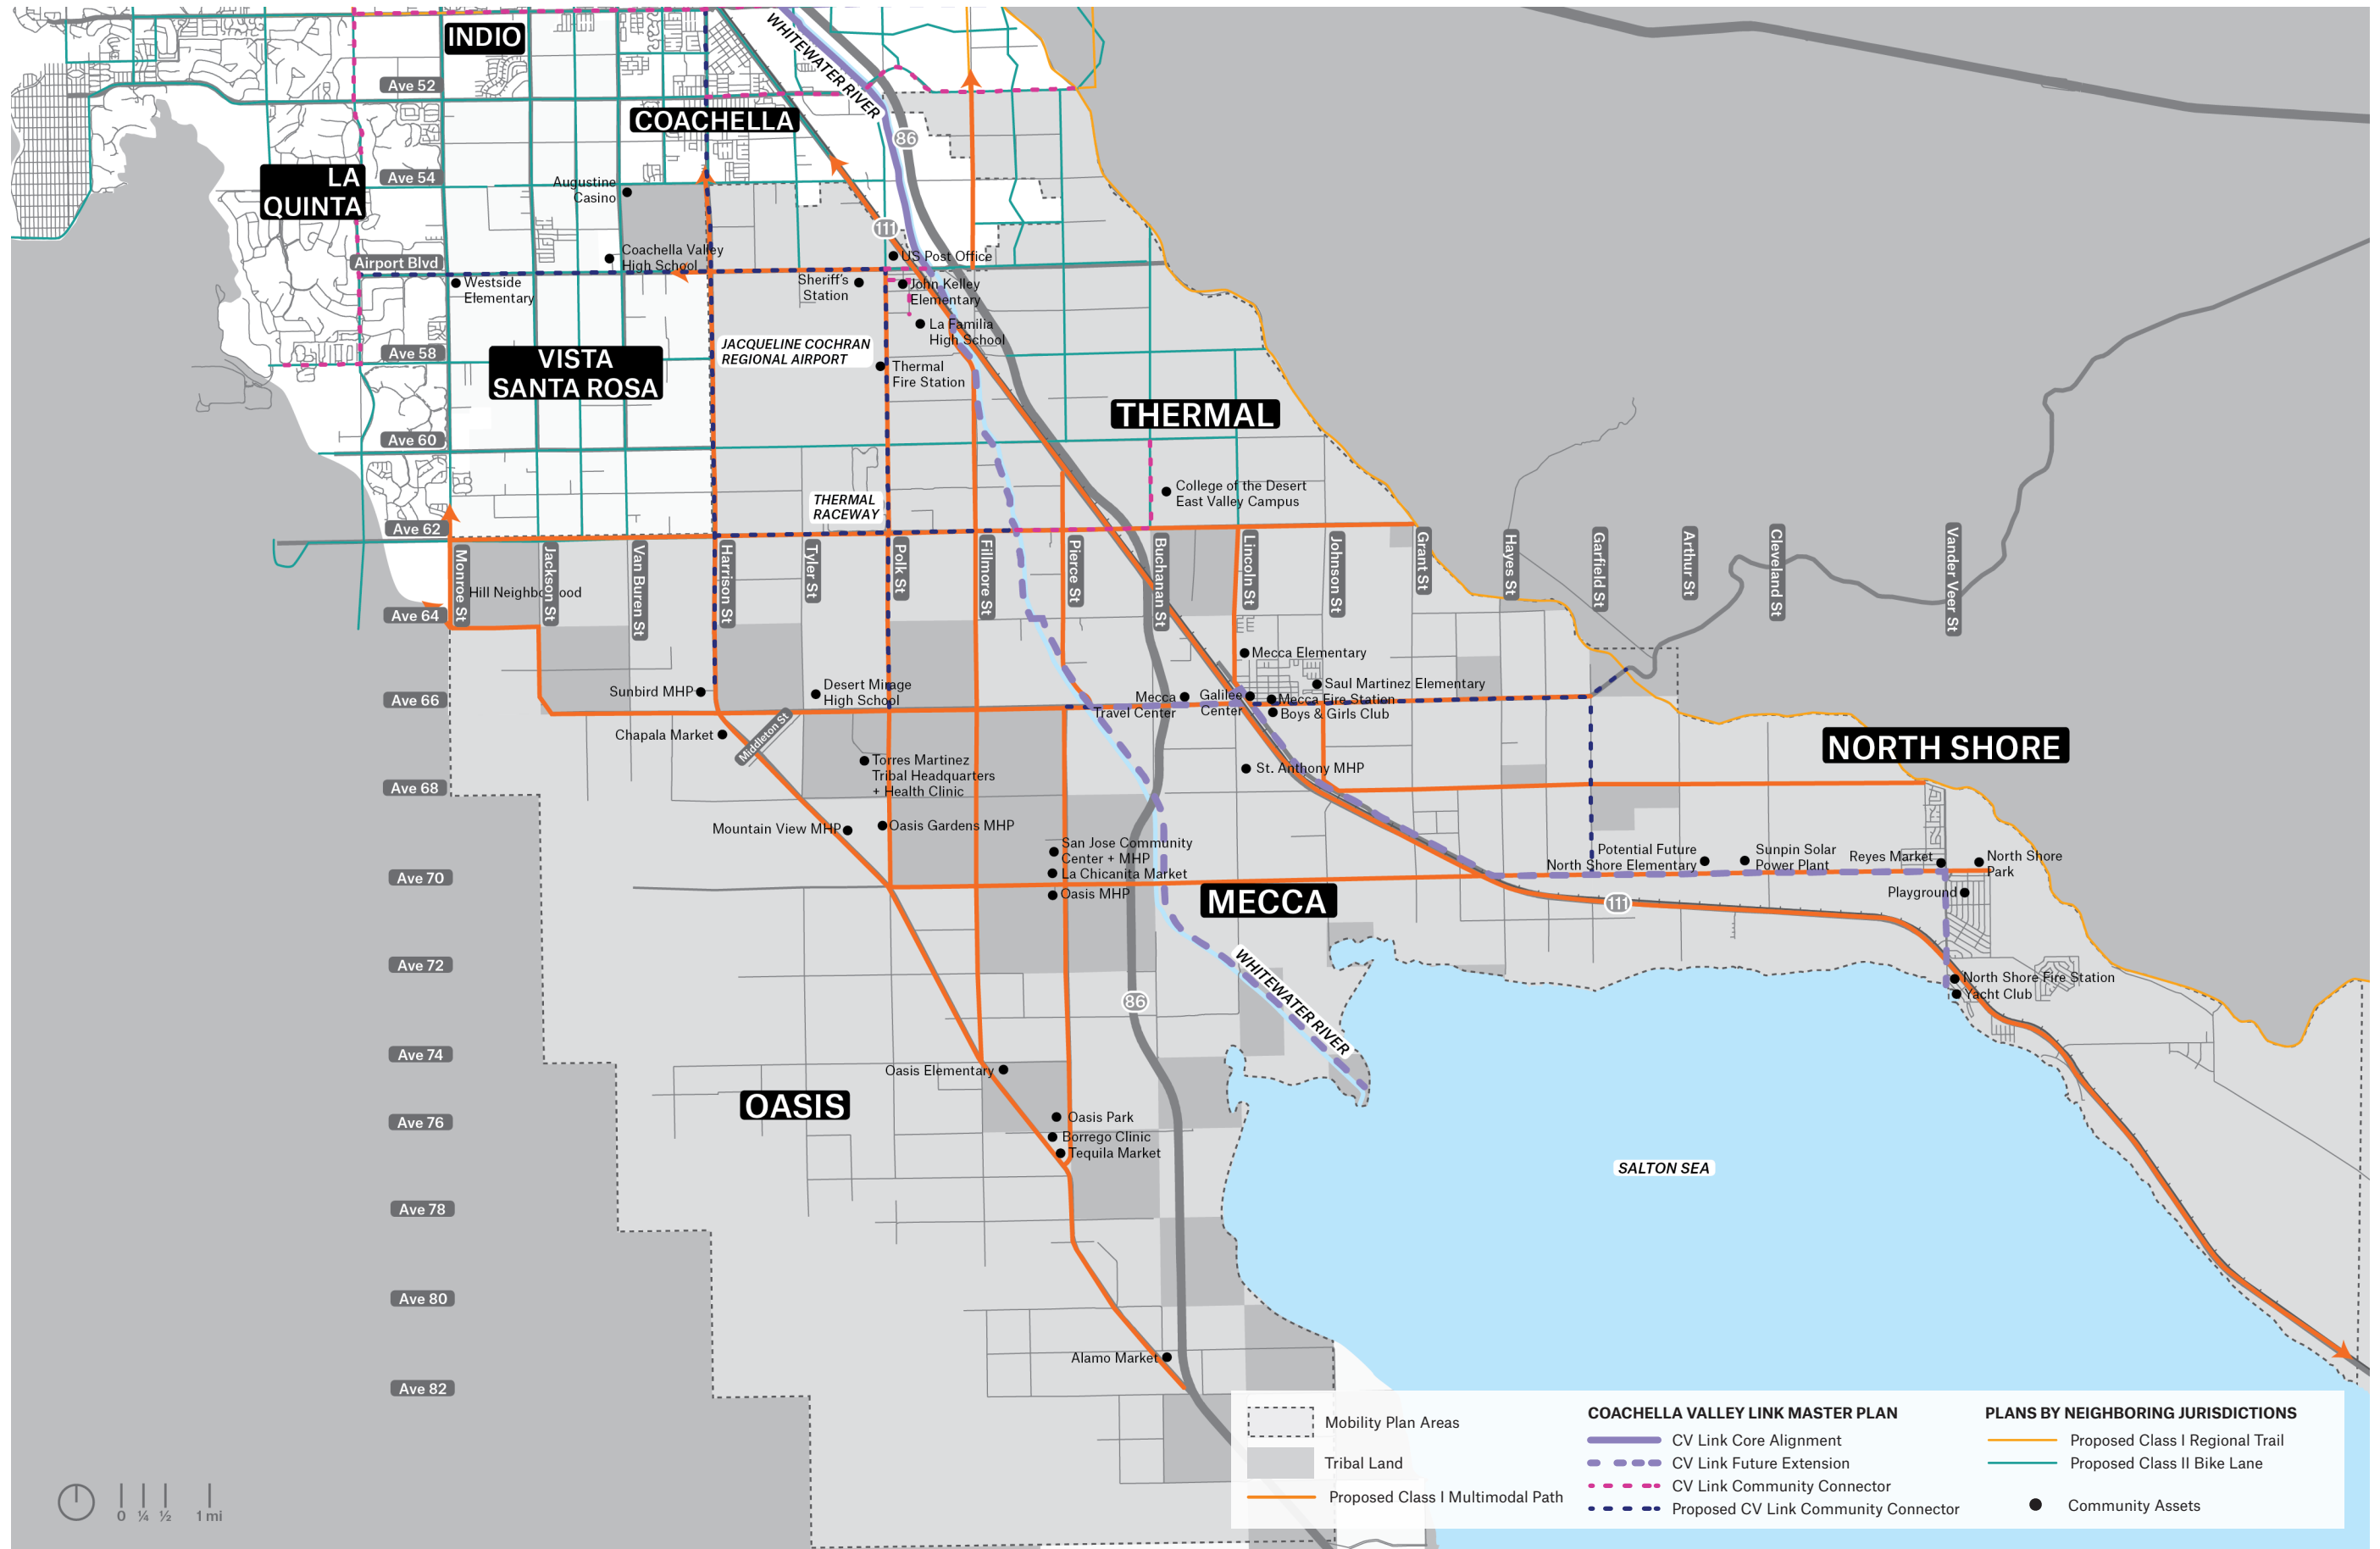 INDIO
WHITEWATER RIVER
Ave 52
COACHELLA
86
LA
QUINTA
Ave 54
Augustine
Casino
111
Coachella Valley
High School
US Post Office
Airport Blvd
Westside
Elementary
Sheriff's
Station
John Kelley
Elementary
La Familia
High School
JACQUELINE COCHRAN
REGIONAL AIRPORT
Ave 58
VISTA
SANTA ROSA
Thermal
Fire Station
THERMAL
Ave 60
THERMAL
RACEWAY
College of the Desert
East Valley Campus
Ave 62
Monroe St
Jackson St
Van Buren St
Harrison St
Tyler St
Polk St
Fillmore St
Pierce St
Buchanan St
Lincoln St
Johnson St
Grant St
Hayes St
Garfield St
Arthur St
Cleveland St
Vander Veer St
Hill Neighborhood
Ave 64
Mecca Elementary
Ave 66
Sunbird MHP
Desert Mirage
High School
Mecca
Travel Center
Galilee
Center
Saul Martinez Elementary
Mecca Fire Station
Boys & Girls Club
Chapala Market
Middleton St
NORTH SHORE
Torres Martinez
Tribal Headquarters
+ Health Clinic
St. Anthony MHP
Ave 68
Mountain View MHP
Oasis Gardens MHP
San Jose Community
Center + MHP
La Chicanita Market
Oasis MHP
Potential Future
North Shore Elementary
Sunpin Solar
Power Plant
Reyes Market
North Shore
Park
Playground
Ave 70
MECCA
111
Ave 72
WHITEWATER RIVER
North Shore Fire Station
Yacht Club
86
Ave 74
Oasis Elementary
OASIS
Oasis Park
Ave 76
Borrego Clinic
Tequila Market
SALTON SEA
Ave 78
Ave 80
Alamo Market
Ave 82
Mobility Plan Areas
Tribal Land
Proposed Class I Multimodal Path
COACHELLA VALLEY LINK MASTER PLAN
CV Link Core Alignment
CV Link Future Extension
CV Link Community Connector
Proposed CV Link Community Connector
PLANS BY NEIGHBORING JURISDICTIONS
Proposed Class I Regional Trail
Proposed Class II Bike Lane
Community Assets
0 ¼ ½ 1 mi